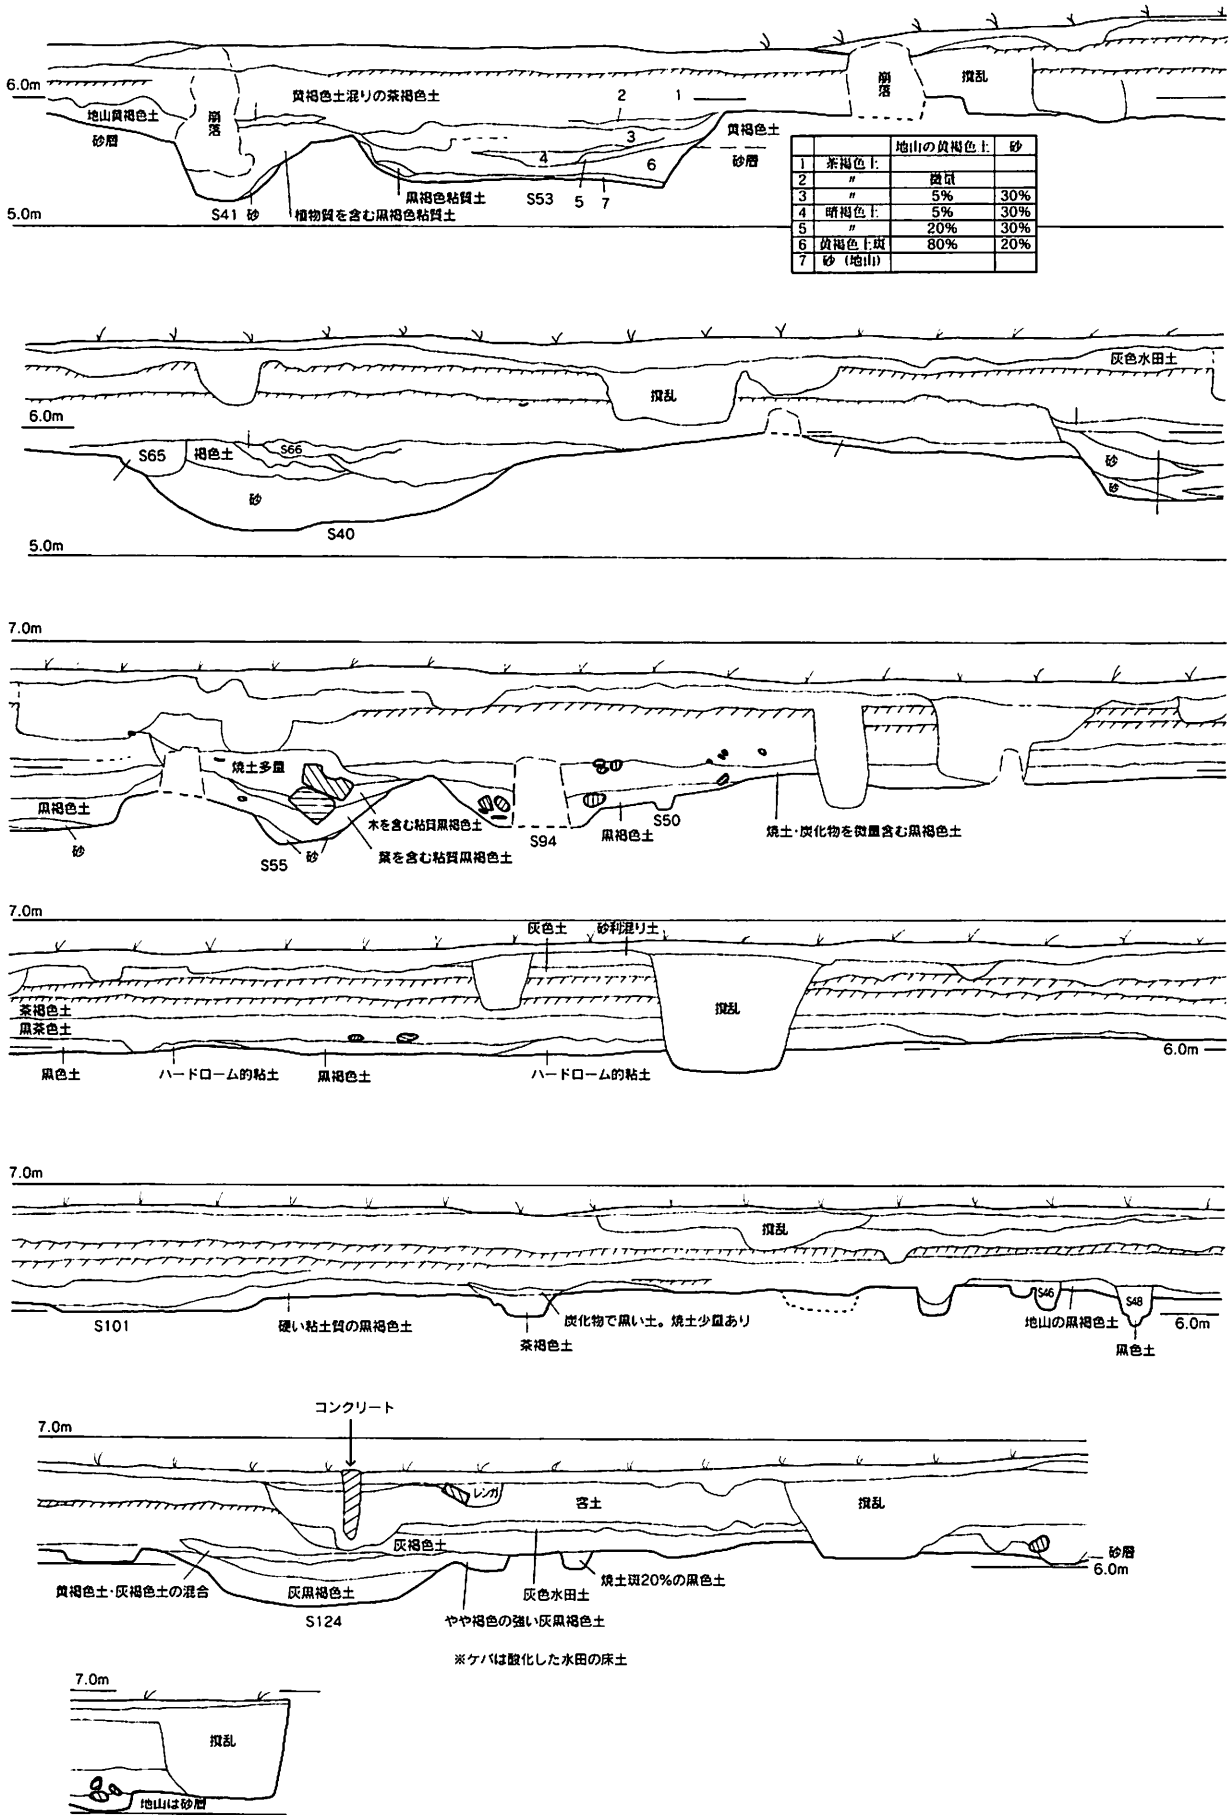 6.0m
黄褐色土混りの茶褐色土
2
1
崩落
撹乱
地山黄褐色土
崩落
砂層
3
黄褐色土
4
6
砂層
黒褐色粘質土
S53
5
7
S41
砂
植物質を含む黒褐色粘質土
5.0m
地山の黄褐色土 砂
1 茶褐色土
2 〃 微量
3 〃 5% 30%
4 暗褐色土 5% 30%
5 〃 20% 30%
6 黄褐色土斑 80% 20%
7 砂(地山)
灰色水田土
撹乱
6.0m
S65
褐色土
S66
砂
砂
砂
S40
5.0m
7.0m
焼土多量
黒褐色土
木を含む粘質黒褐色土
砂
S55
砂
葉を含む粘質黒褐色土
S94
黒褐色土
S50
焼土・炭化物を微量含む黒褐色土
7.0m
灰色土
砂利混り土
茶褐色土
撹乱
黒茶色土
6.0m
黒色土
ハードローム的粘土
黒褐色土
ハードローム的粘土
7.0m
撹乱
S46
S48
S101
硬い粘土質の黒褐色土
炭化物で黒い土。焼土少量あり
茶褐色土
地山の黒褐色土
6.0m
黒色土
コンクリート
7.0m
レンガ
客土
撹乱
灰褐色土
砂層
6.0m
黄褐色土・灰褐色土の混合
灰黒褐色土
灰色水田土
焼土斑20%の黒色土
S124
やや褐色の強い灰黒褐色土
※ケバは酸化した水田の床土
7.0m
撹乱
地山は砂層